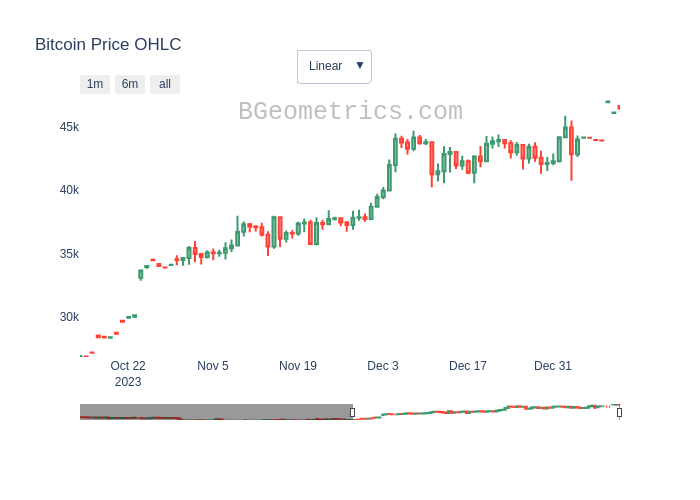 Bitcoin Price OHLC
Linear ▼
1m 6m all
BGeometrics.com
45k
40k
35k
30k
Oct 22 Nov 5 Nov 19 Dec 3 Dec 17 Dec 31
2023